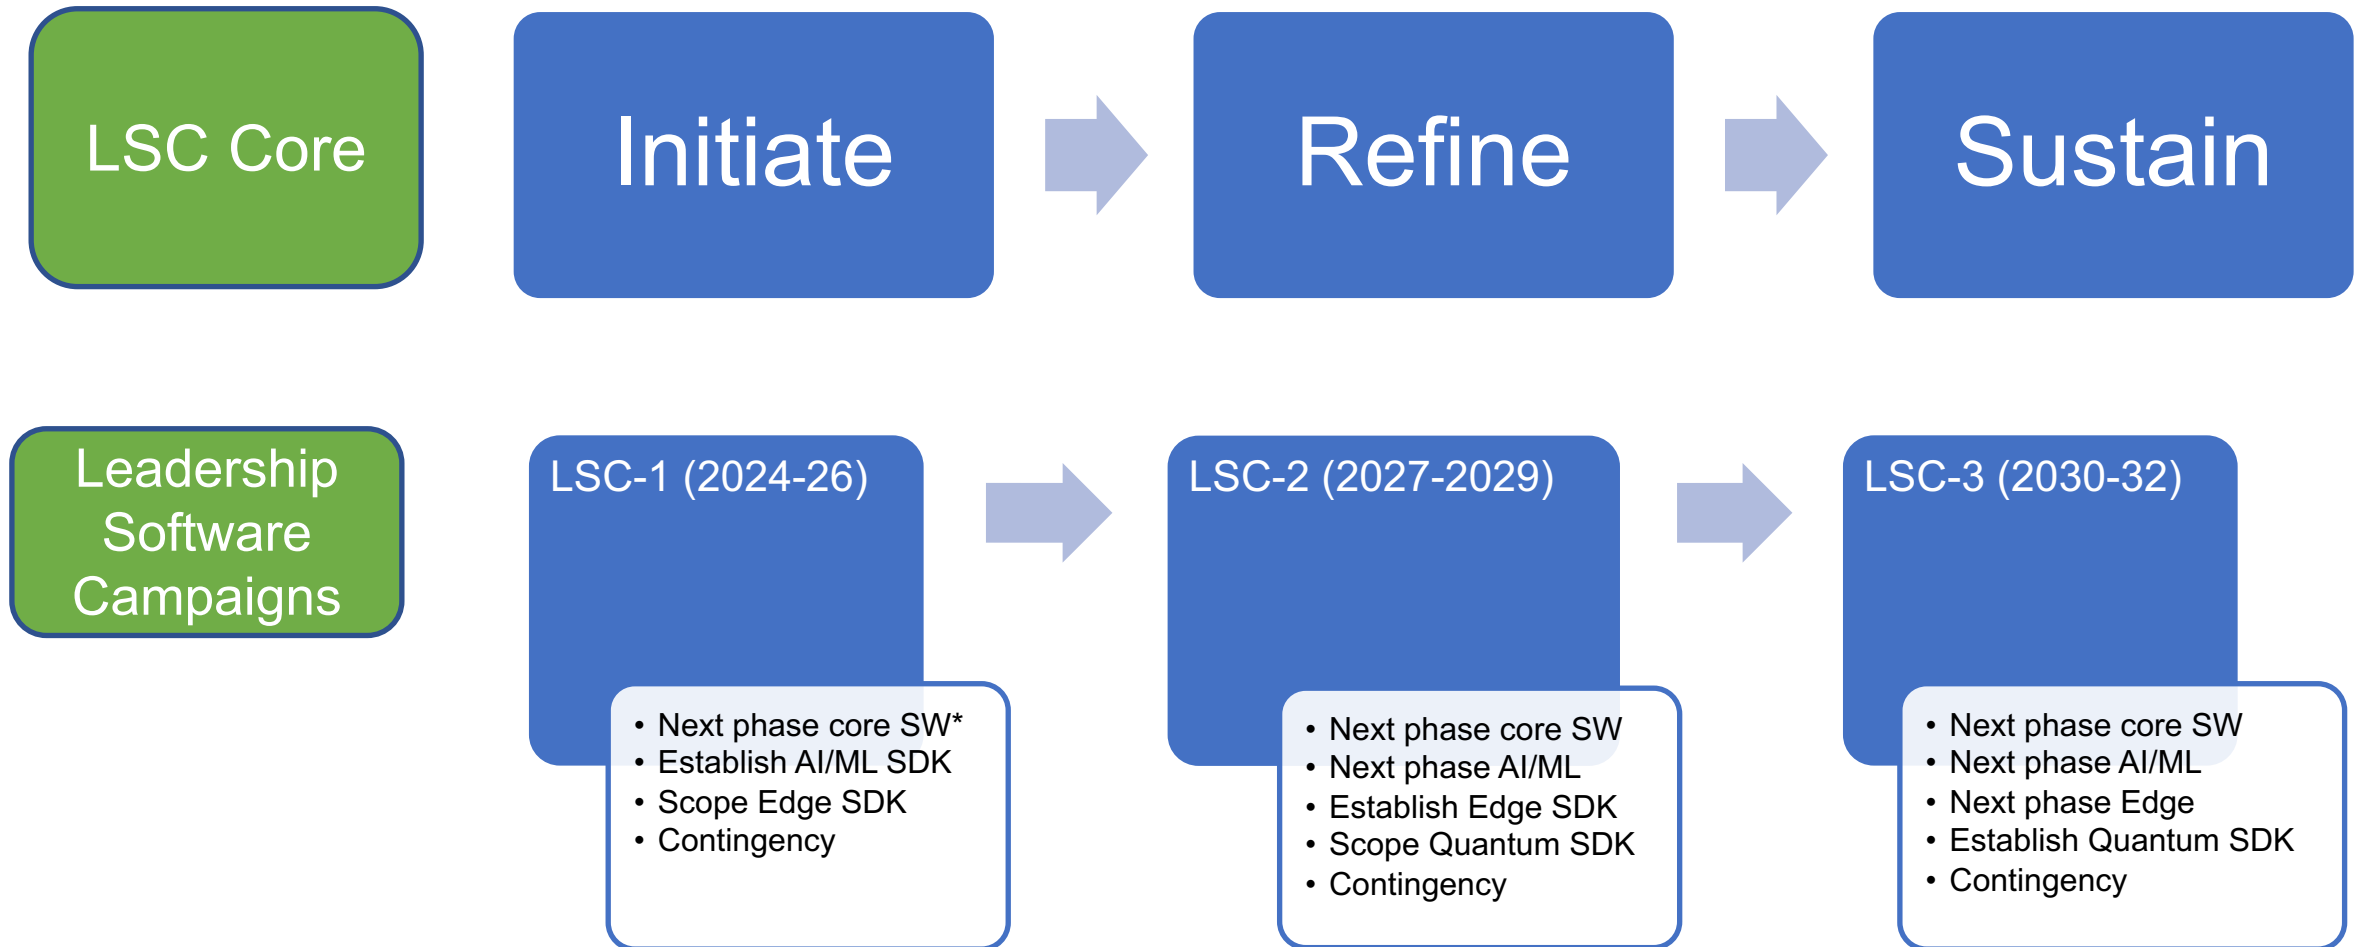 LSC Core
Initiate
Refine
Sustain
Leadership
Software
Campaigns
LSC-1 (2024-26)
• Next phase core SW*
• Establish AI/ML SDK
• Scope Edge SDK
• Contingency
LSC-2 (2027-2029)
• Next phase core SW
• Next phase AI/ML
• Establish Edge SDK
• Scope Quantum SDK
• Contingency
LSC-3 (2030-32)
• Next phase core SW
• Next phase AI/ML
• Next phase Edge
• Establish Quantum SDK
• Contingency